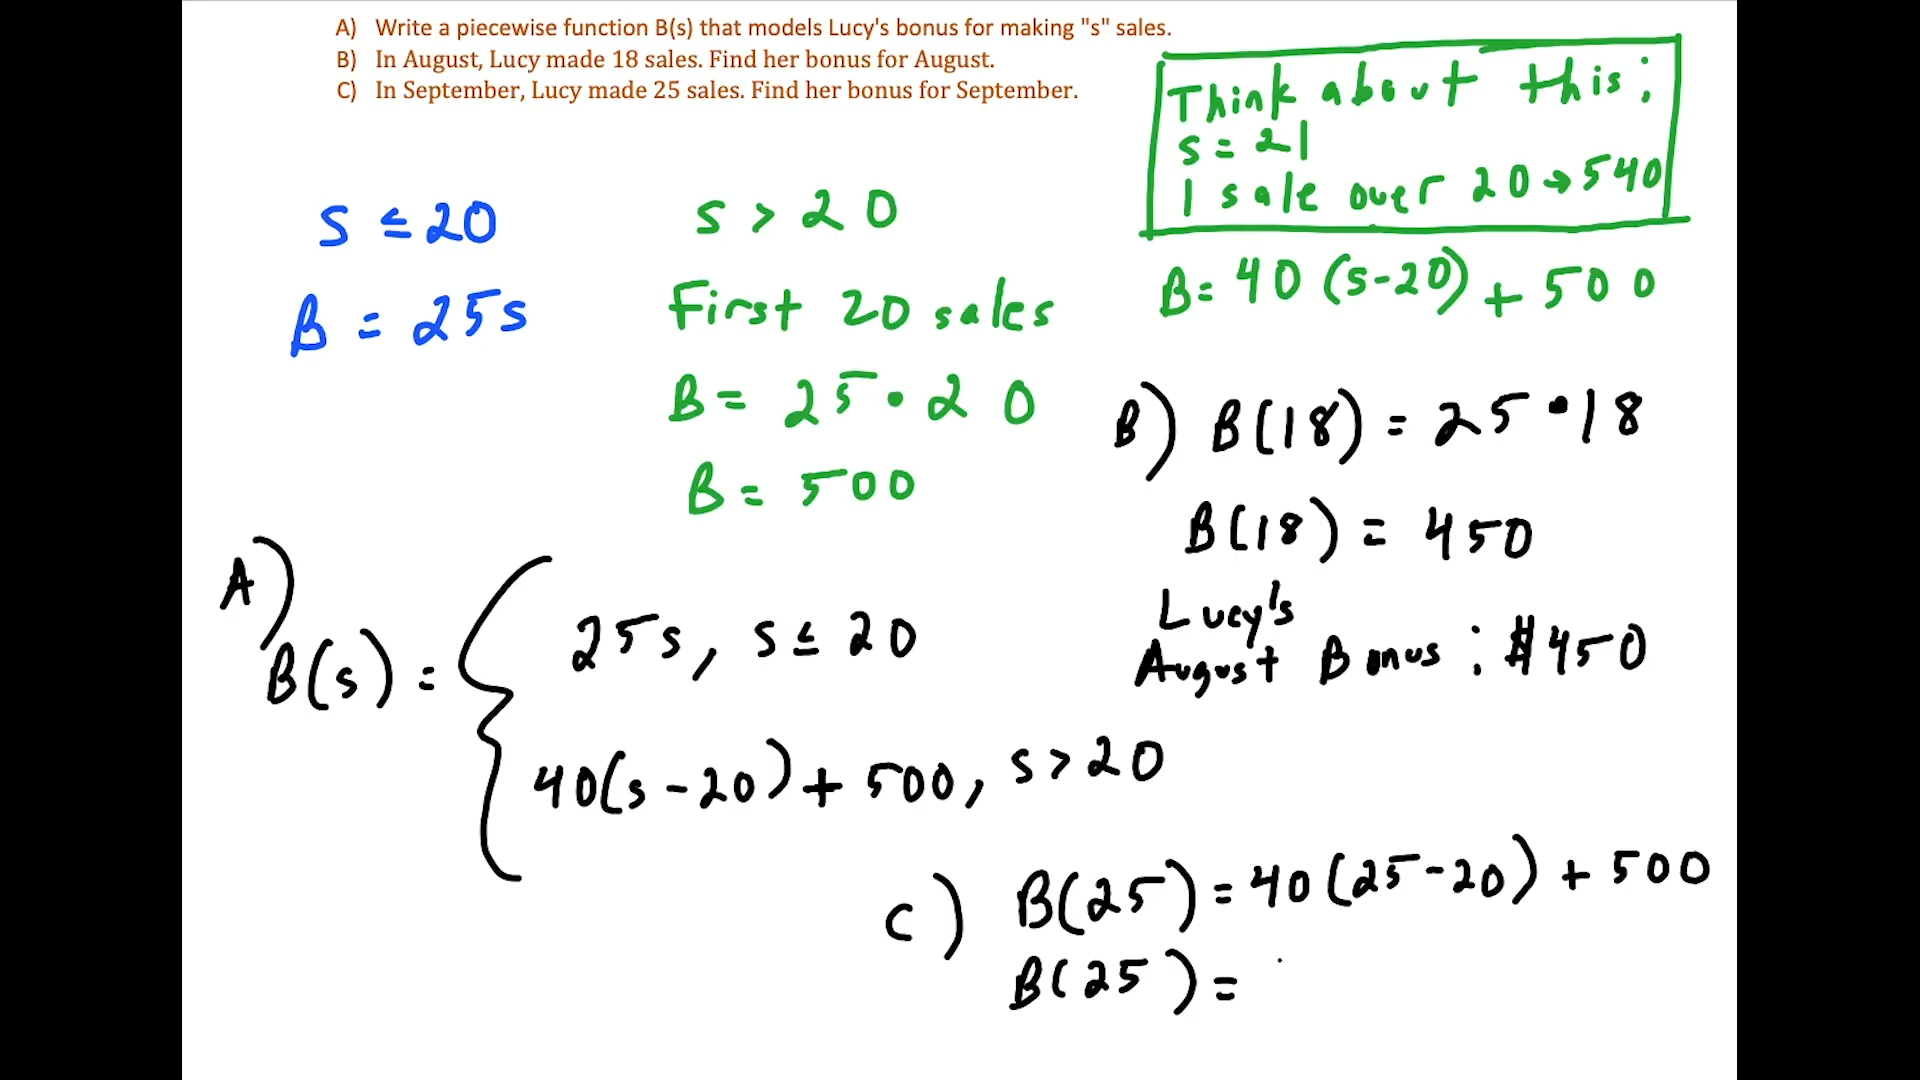 A) Write a piecewise function B(s) that models Lucy's bonus for making "s" sales.
B) In August, Lucy made 18 sales. Find her bonus for August.
C) In September, Lucy made 25 sales. Find her bonus for September.
Think about this:
s = 21
1 sale over 20 → 540
s ≤ 20
B = 25s
s > 20
First 20 sales
B = 25 • 20
B = 500
B = 40 (s-20) + 500
A)
B(s) = {
25s, s ≤ 20
40(s-20) + 500, s > 20
B) B(18) = 25 • 18
B(18) = 450
Lucy's
August Bonus : $450
C) B(25) = 40 (25-20) + 500
B(25) =